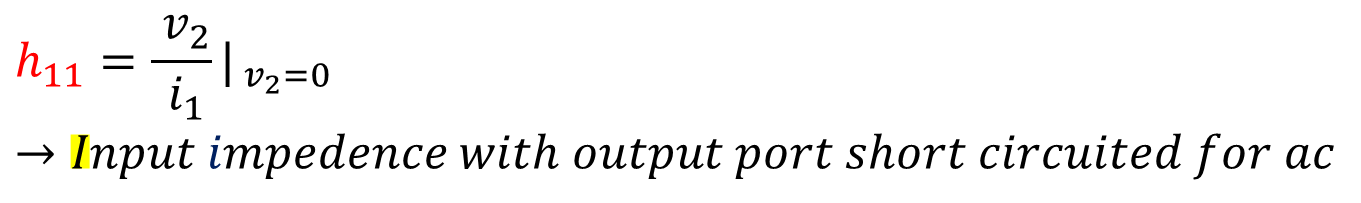 h₁₁ = v₂/i₁ | v₂=0
→ Input impedence with output port short circuited for ac